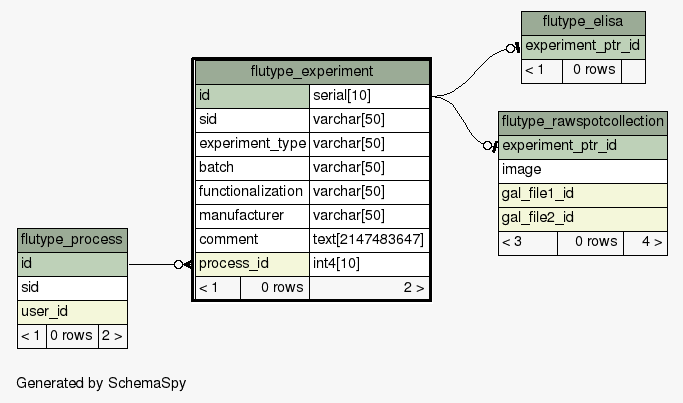 flutype_elisa
experiment_ptr_id
< 1 0 rows
flutype_experiment
id serial[10]
sid varchar[50]
experiment_type varchar[50]
batch varchar[50]
functionalization varchar[50]
manufacturer varchar[50]
comment text[2147483647]
process_id int4[10]
< 1 0 rows 2 >
flutype_rawspotcollection
experiment_ptr_id
image
gal_file1_id
gal_file2_id
< 3 0 rows 4 >
flutype_process
id
sid
user_id
< 1 0 rows 2 >
Generated by SchemaSpy